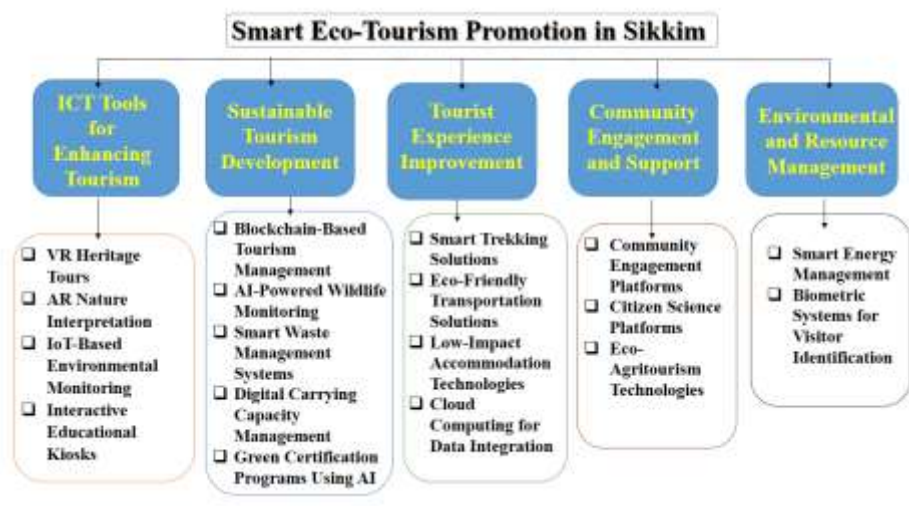 Smart Eco-Tourism Promotion in Sikkim
ICT Tools
for
Enhancing
Tourism
Sustainable
Tourism
Development
Tourist
Experience
Improvement
Community
Engagement
and Support
Environmental
and Resource
Management
❑ VR Heritage
Tours
❑ AR Nature
Interpretation
❑ IoT-Based
Environmental
Monitoring
❑ Interactive
Educational
Kiosks
❑ Blockchain-Based
Tourism
Management
❑ AI-Powered Wildlife
Monitoring
❑ Smart Waste
Management
Systems
❑ Digital Carrying
Capacity
Management
❑ Green Certification
Programs Using AI
❑ Smart Trekking
Solutions
❑ Eco-Friendly
Transportation
Solutions
❑ Low-Impact
Accommodation
Technologies
❑ Cloud
Computing for
Data Integration
❑ Community
Engagement
Platforms
❑ Citizen Science
Platforms
❑ Eco-
Agritourism
Technologies
❑ Smart Energy
Management
❑ Biometric
Systems for
Visitor
Identification